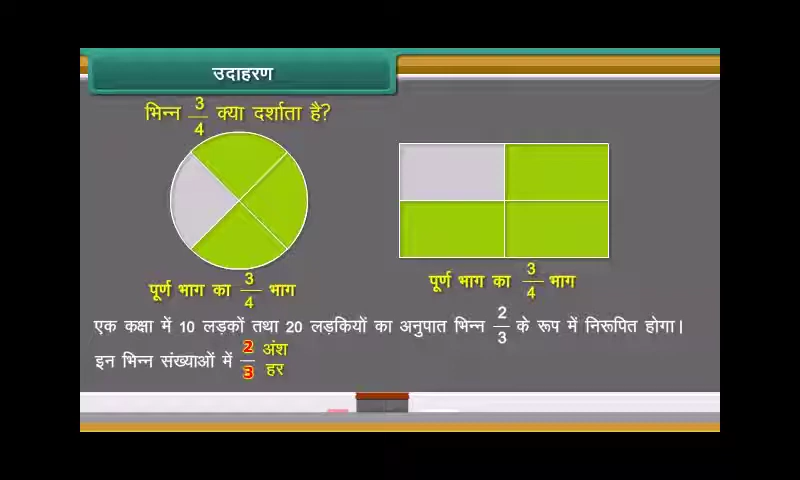 उदाहरण
भिन्न 3/4 क्या दर्शाता है?
पूर्ण भाग का 3/4 भाग
पूर्ण भाग का 3/4 भाग
एक कक्षा में 10 लड़कों तथा 20 लड़कियों का अनुपात भिन्न 2/3 के रूप में निरूपित होगा।
इन भिन्न संख्याओं में 2/3 अंश हर